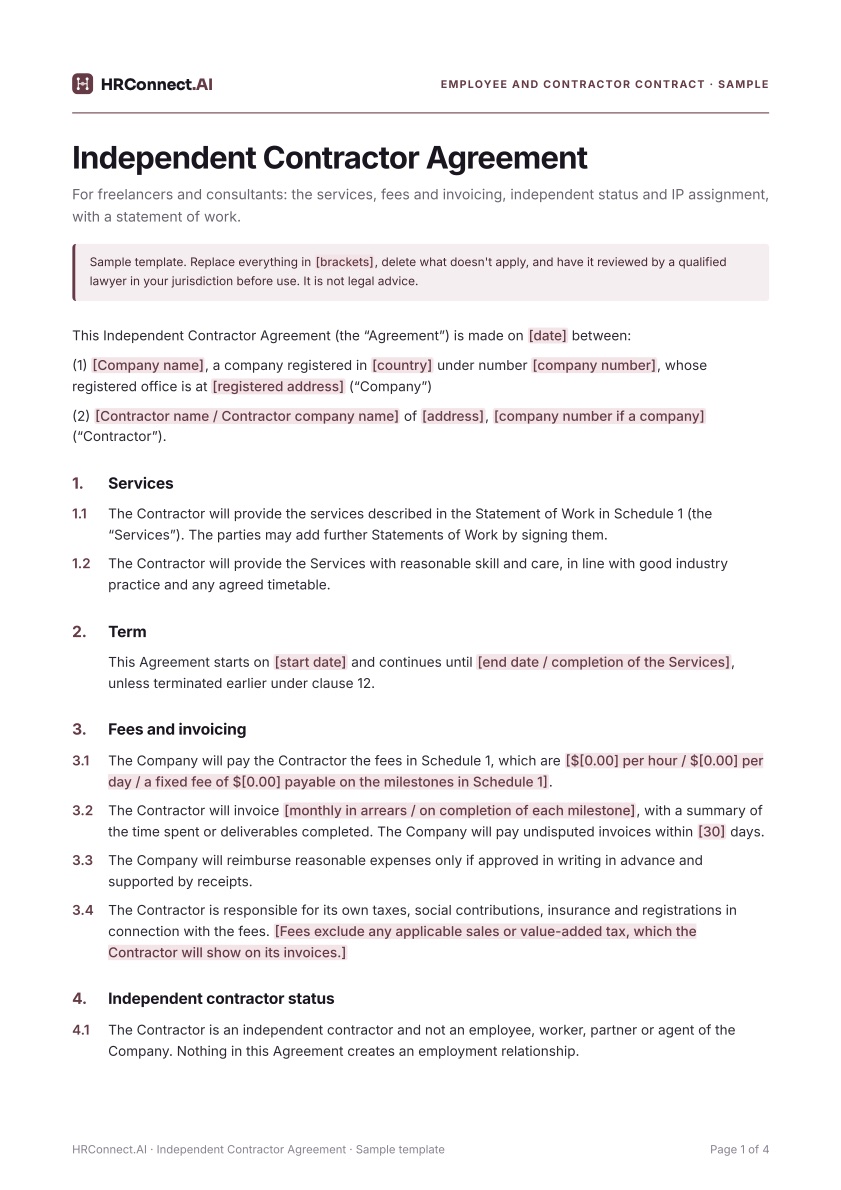 HRConnect.AI
EMPLOYEE AND CONTRACTOR CONTRACT · SAMPLE
Independent Contractor Agreement
For freelancers and consultants: the services, fees and invoicing, independent status and IP assignment,
with a statement of work.
Sample template. Replace everything in [brackets], delete what doesn't apply, and have it reviewed by a qualified
lawyer in your jurisdiction before use. It is not legal advice.
This Independent Contractor Agreement (the “Agreement”) is made on [date] between:
(1) [Company name], a company registered in [country] under number [company number], whose
registered office is at [registered address] (“Company”)
(2) [Contractor name / Contractor company name] of [address], [company number if a company]
(“Contractor”).
1. Services
1.1 The Contractor will provide the services described in the Statement of Work in Schedule 1 (the
“Services”). The parties may add further Statements of Work by signing them.
1.2 The Contractor will provide the Services with reasonable skill and care, in line with good industry
practice and any agreed timetable.
2. Term
This Agreement starts on [start date] and continues until [end date / completion of the Services],
unless terminated earlier under clause 12.
3. Fees and invoicing
3.1 The Company will pay the Contractor the fees in Schedule 1, which are [$[0.00] per hour / $[0.00] per
day / a fixed fee of $[0.00] payable on the milestones in Schedule 1].
3.2 The Contractor will invoice [monthly in arrears / on completion of each milestone], with a summary of
the time spent or deliverables completed. The Company will pay undisputed invoices within [30] days.
3.3 The Company will reimburse reasonable expenses only if approved in writing in advance and
supported by receipts.
3.4 The Contractor is responsible for its own taxes, social contributions, insurance and registrations in
connection with the fees. [Fees exclude any applicable sales or value-added tax, which the
Contractor will show on its invoices.]
4. Independent contractor status
4.1 The Contractor is an independent contractor and not an employee, worker, partner or agent of the
Company. Nothing in this Agreement creates an employment relationship.
HRConnect.AI · Independent Contractor Agreement · Sample template
Page 1 of 4